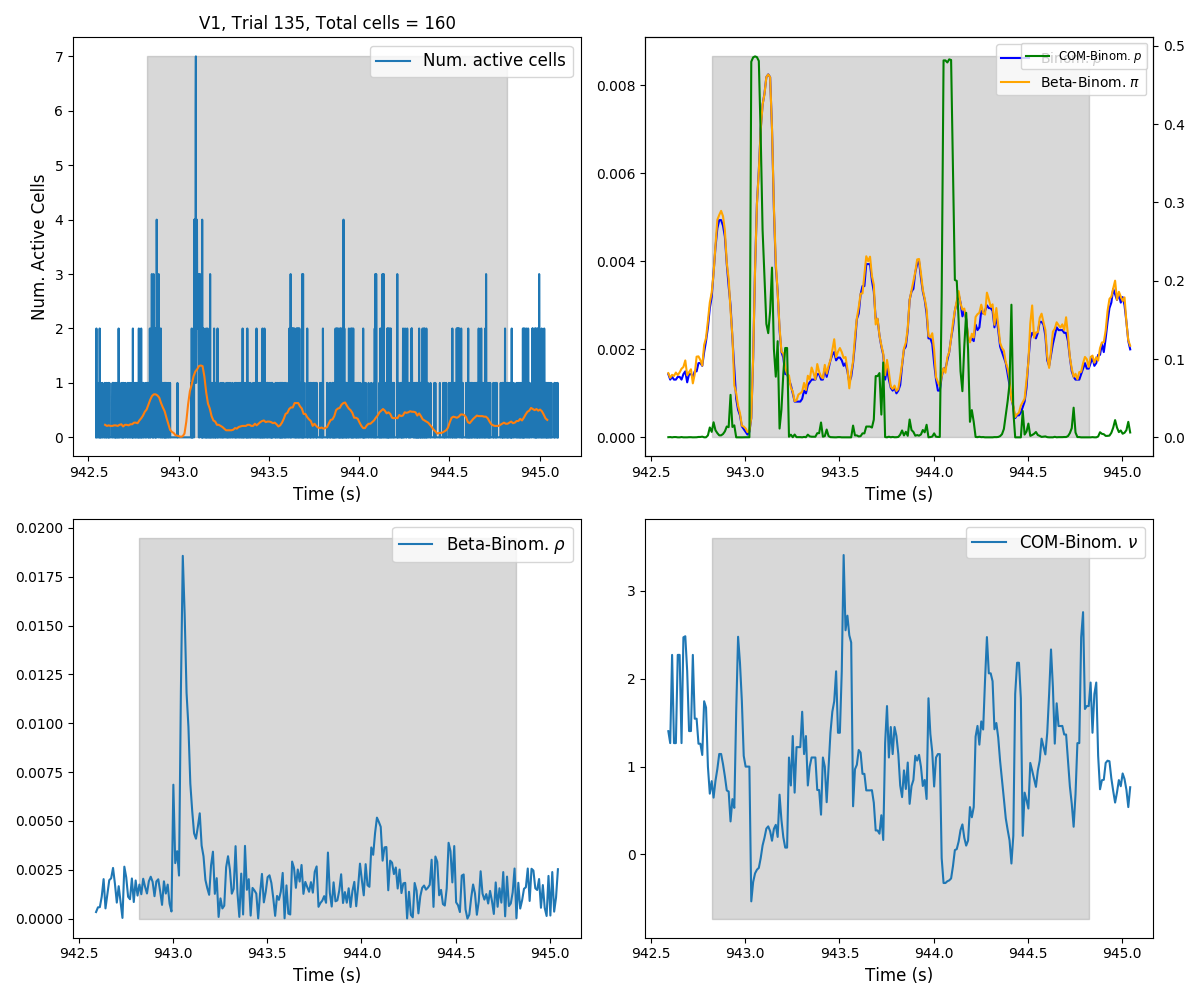 V1, Trial 135, Total cells = 160
Num. active cells
Num. Active Cells
7
6
5
4
3
2
1
0
942.5 943.0 943.5 944.0 944.5 945.0
Time (s)
COM-Binom. p
Beta-Binom. π
0.008
0.006
0.004
0.002
0.000
0.5
0.4
0.3
0.2
0.1
0.0
942.5 943.0 943.5 944.0 944.5 945.0
Time (s)
Beta-Binom. ρ
0.0200
0.0175
0.0150
0.0125
0.0100
0.0075
0.0050
0.0025
0.0000
942.5 943.0 943.5 944.0 944.5 945.0
Time (s)
COM-Binom. ν
3
2
1
0
942.5 943.0 943.5 944.0 944.5 945.0
Time (s)